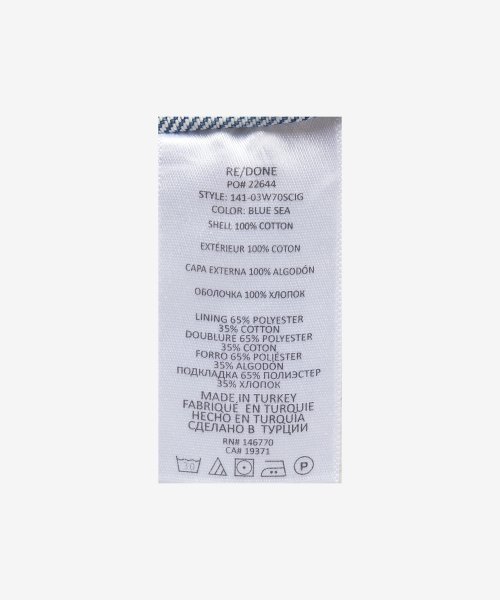 RE/DONE
PO# 22644
STYLE: 141-03W70SCIG
COLOR: BLUE SEA
SHELL 100% COTTON
EXTÉRIEUR 100% COTON
CAPA EXTERNA 100% ALGODÓN
ОБОЛОЧКА 100% ХЛОПОК
LINING 65% POLYESTER
35% COTTON
DOUBLURE 65% POLYESTER
35% COTON
FORRO 65% POLIÉSTER
35% ALGODÓN
ПОДКЛАДКА 65% ПОЛИЭСТЕР
35% ХЛОПОК
MADE IN TURKEY
FABRIQUÉ EN TURQUIE
HECHO EN TURQUÍA
СДЕЛАНО В ТУРЦИИ
RN# 146770
CA# 19371
P